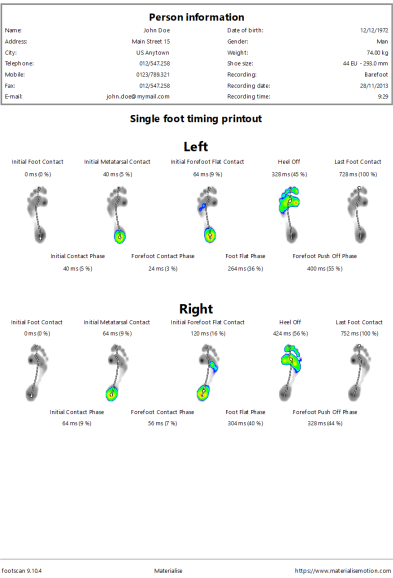 Person information
Name: John Doe Date of birth: 12/12/1972
Address: Main Street 15 Gender: Man
City: US Anytown Weight: 74.00 kg
Telephone: 012/547.258 Shoe size: 44 EU - 293.0 mm
Mobile: 0123/789.321 Recording: Barefoot
Fax: 012/547.258 Recording date: 28/11/2013
E-mail: john.doe@mymail.com Recording time: 9:29
Single foot timing printout
Left
Initial Foot Contact Initial Metatarsal Contact Initial Forefoot Flat Contact Heel Off Last Foot Contact
0 ms (0 %) 40 ms (5 %) 64 ms (9 %) 328 ms (45 %) 728 ms (100 %)
Initial Contact Phase Forefoot Contact Phase Foot Flat Phase Forefoot Push Off Phase
40 ms (5 %) 24 ms (3 %) 264 ms (36 %) 400 ms (55 %)
Right
Initial Foot Contact Initial Metatarsal Contact Initial Forefoot Flat Contact Heel Off Last Foot Contact
0 ms (0 %) 64 ms (9 %) 120 ms (16 %) 424 ms (56 %) 752 ms (100 %)
Initial Contact Phase Forefoot Contact Phase Foot Flat Phase Forefoot Push Off Phase
64 ms (9 %) 56 ms (7 %) 304 ms (40 %) 328 ms (44 %)
footscan 9.10.4 Materialise https://www.materialisemotion.com